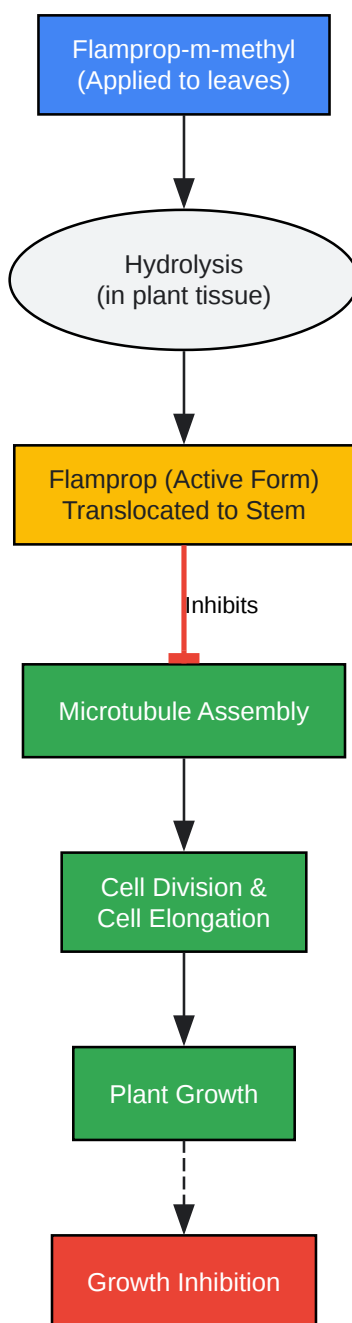 Flamprop-m-methyl
(Applied to leaves)
Hydrolysis
(in plant tissue)
Flamprop (Active Form)
Translocated to Stem
Inhibits
Microtubule Assembly
Cell Division &
Cell Elongation
Plant Growth
Growth Inhibition